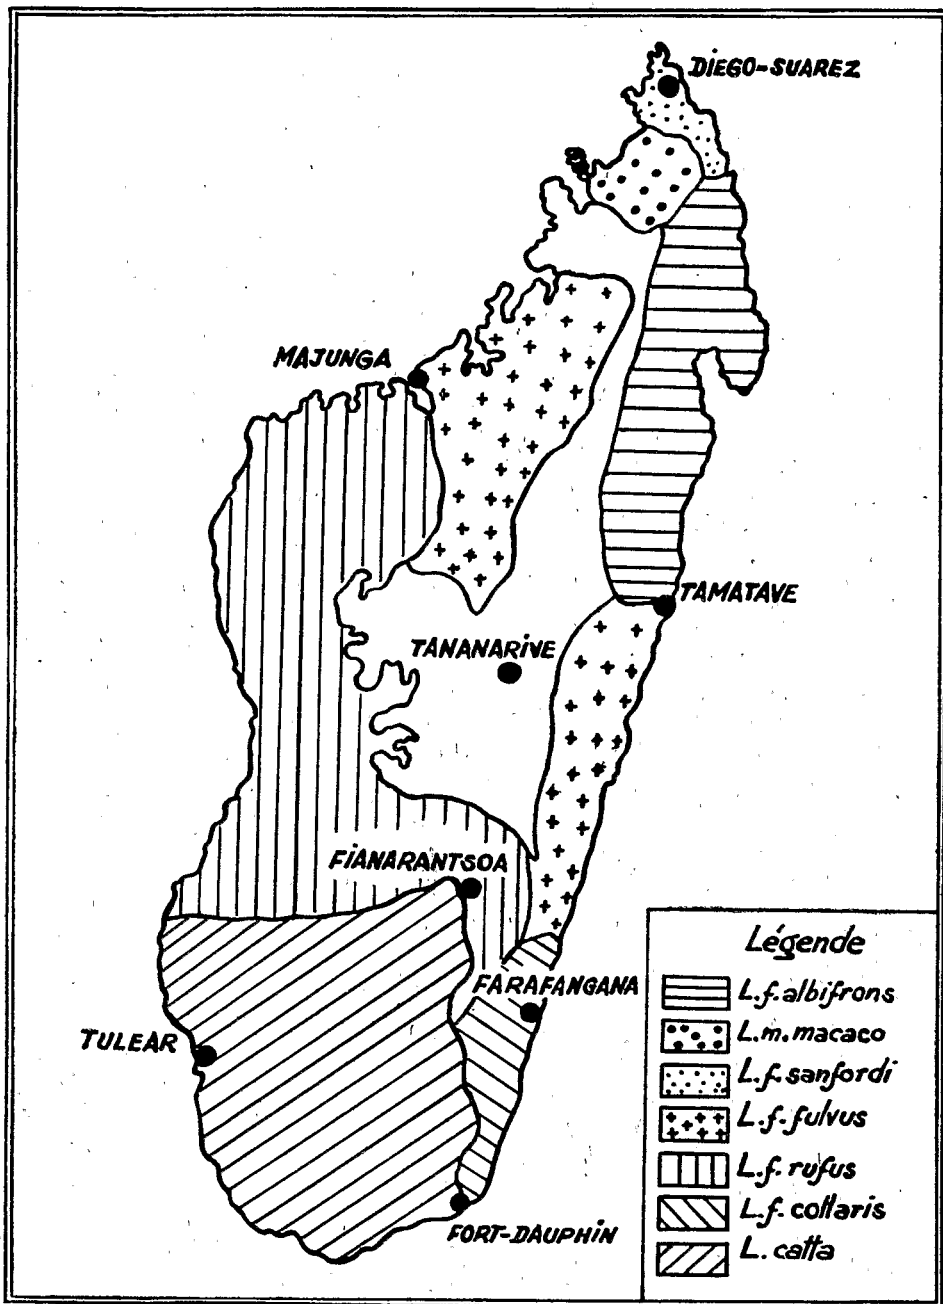 DIEGO-SUAREZ
MAJUNGA
TAMATAVE
TANANARIVE
FIANARANTSOA
FARAFANGANA
TULEAR
FORT-DAUPHIN
Légende
L.f.albifrons
L.m.macaco
L.f.sanfordi
L.f.fulvus
L.f.rufus
L.f.collaris
L.catta